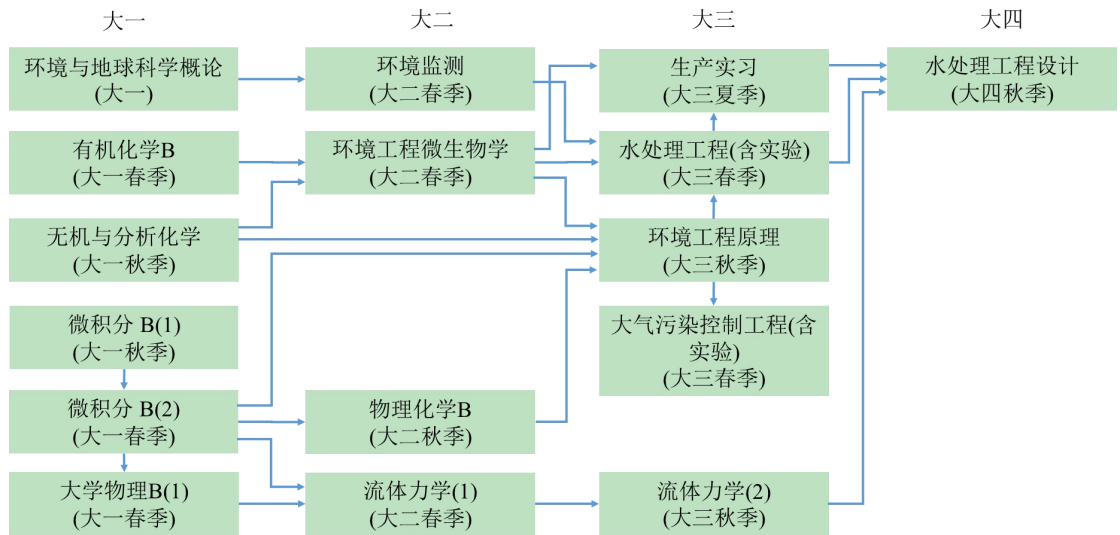 大一
大二
大三
大四
环境与地球科学概论
(大一)
环境监测
(大二春季)
生产实习
(大三夏季)
水处理工程设计
(大四秋季)
有机化学B
(大一春季)
环境工程微生物学
(大二春季)
水处理工程(含实验)
(大三春季)
无机与分析化学
(大一秋季)
环境工程原理
(大三秋季)
微积分 B(1)
(大一秋季)
大气污染控制工程(含
实验)
(大三春季)
微积分 B(2)
(大一春季)
物理化学B
(大二秋季)
大学物理B(1)
(大一春季)
流体力学(1)
(大二春季)
流体力学(2)
(大三秋季)